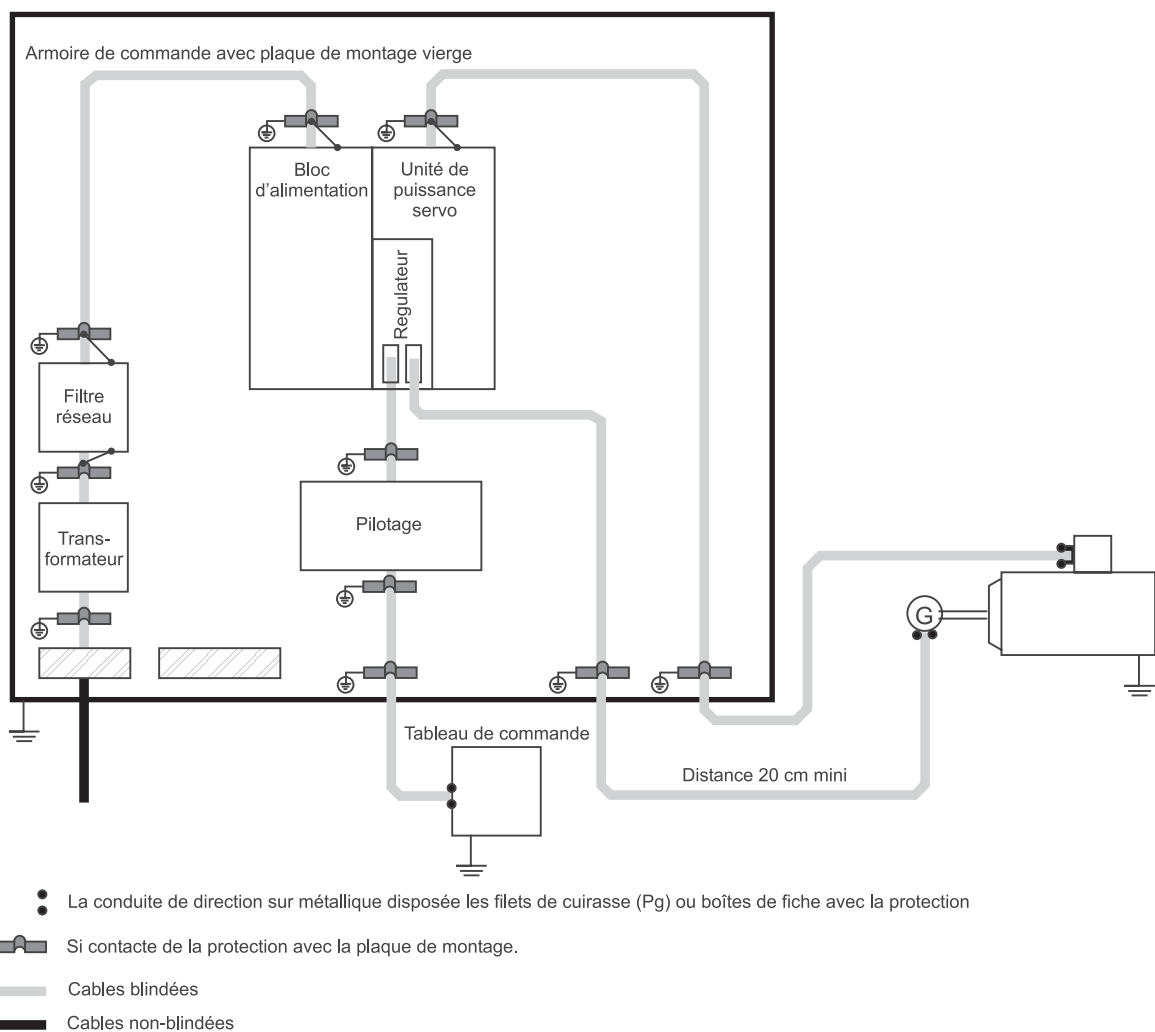 Armoire de commande avec plaque de montage vierge
Bloc
d'alimentation
Unité de
puissance
servo
Regulateur
Filtre
réseau
Trans-
formateur
Pilotage
G
Tableau de commande
Distance 20 cm mini
La conduite de direction sur métallique disposée les filets de cuirasse (Pg) ou boîtes de fiche avec la protection
Si contacte de la protection avec la plaque de montage.
Cables blindées
Cables non-blindées